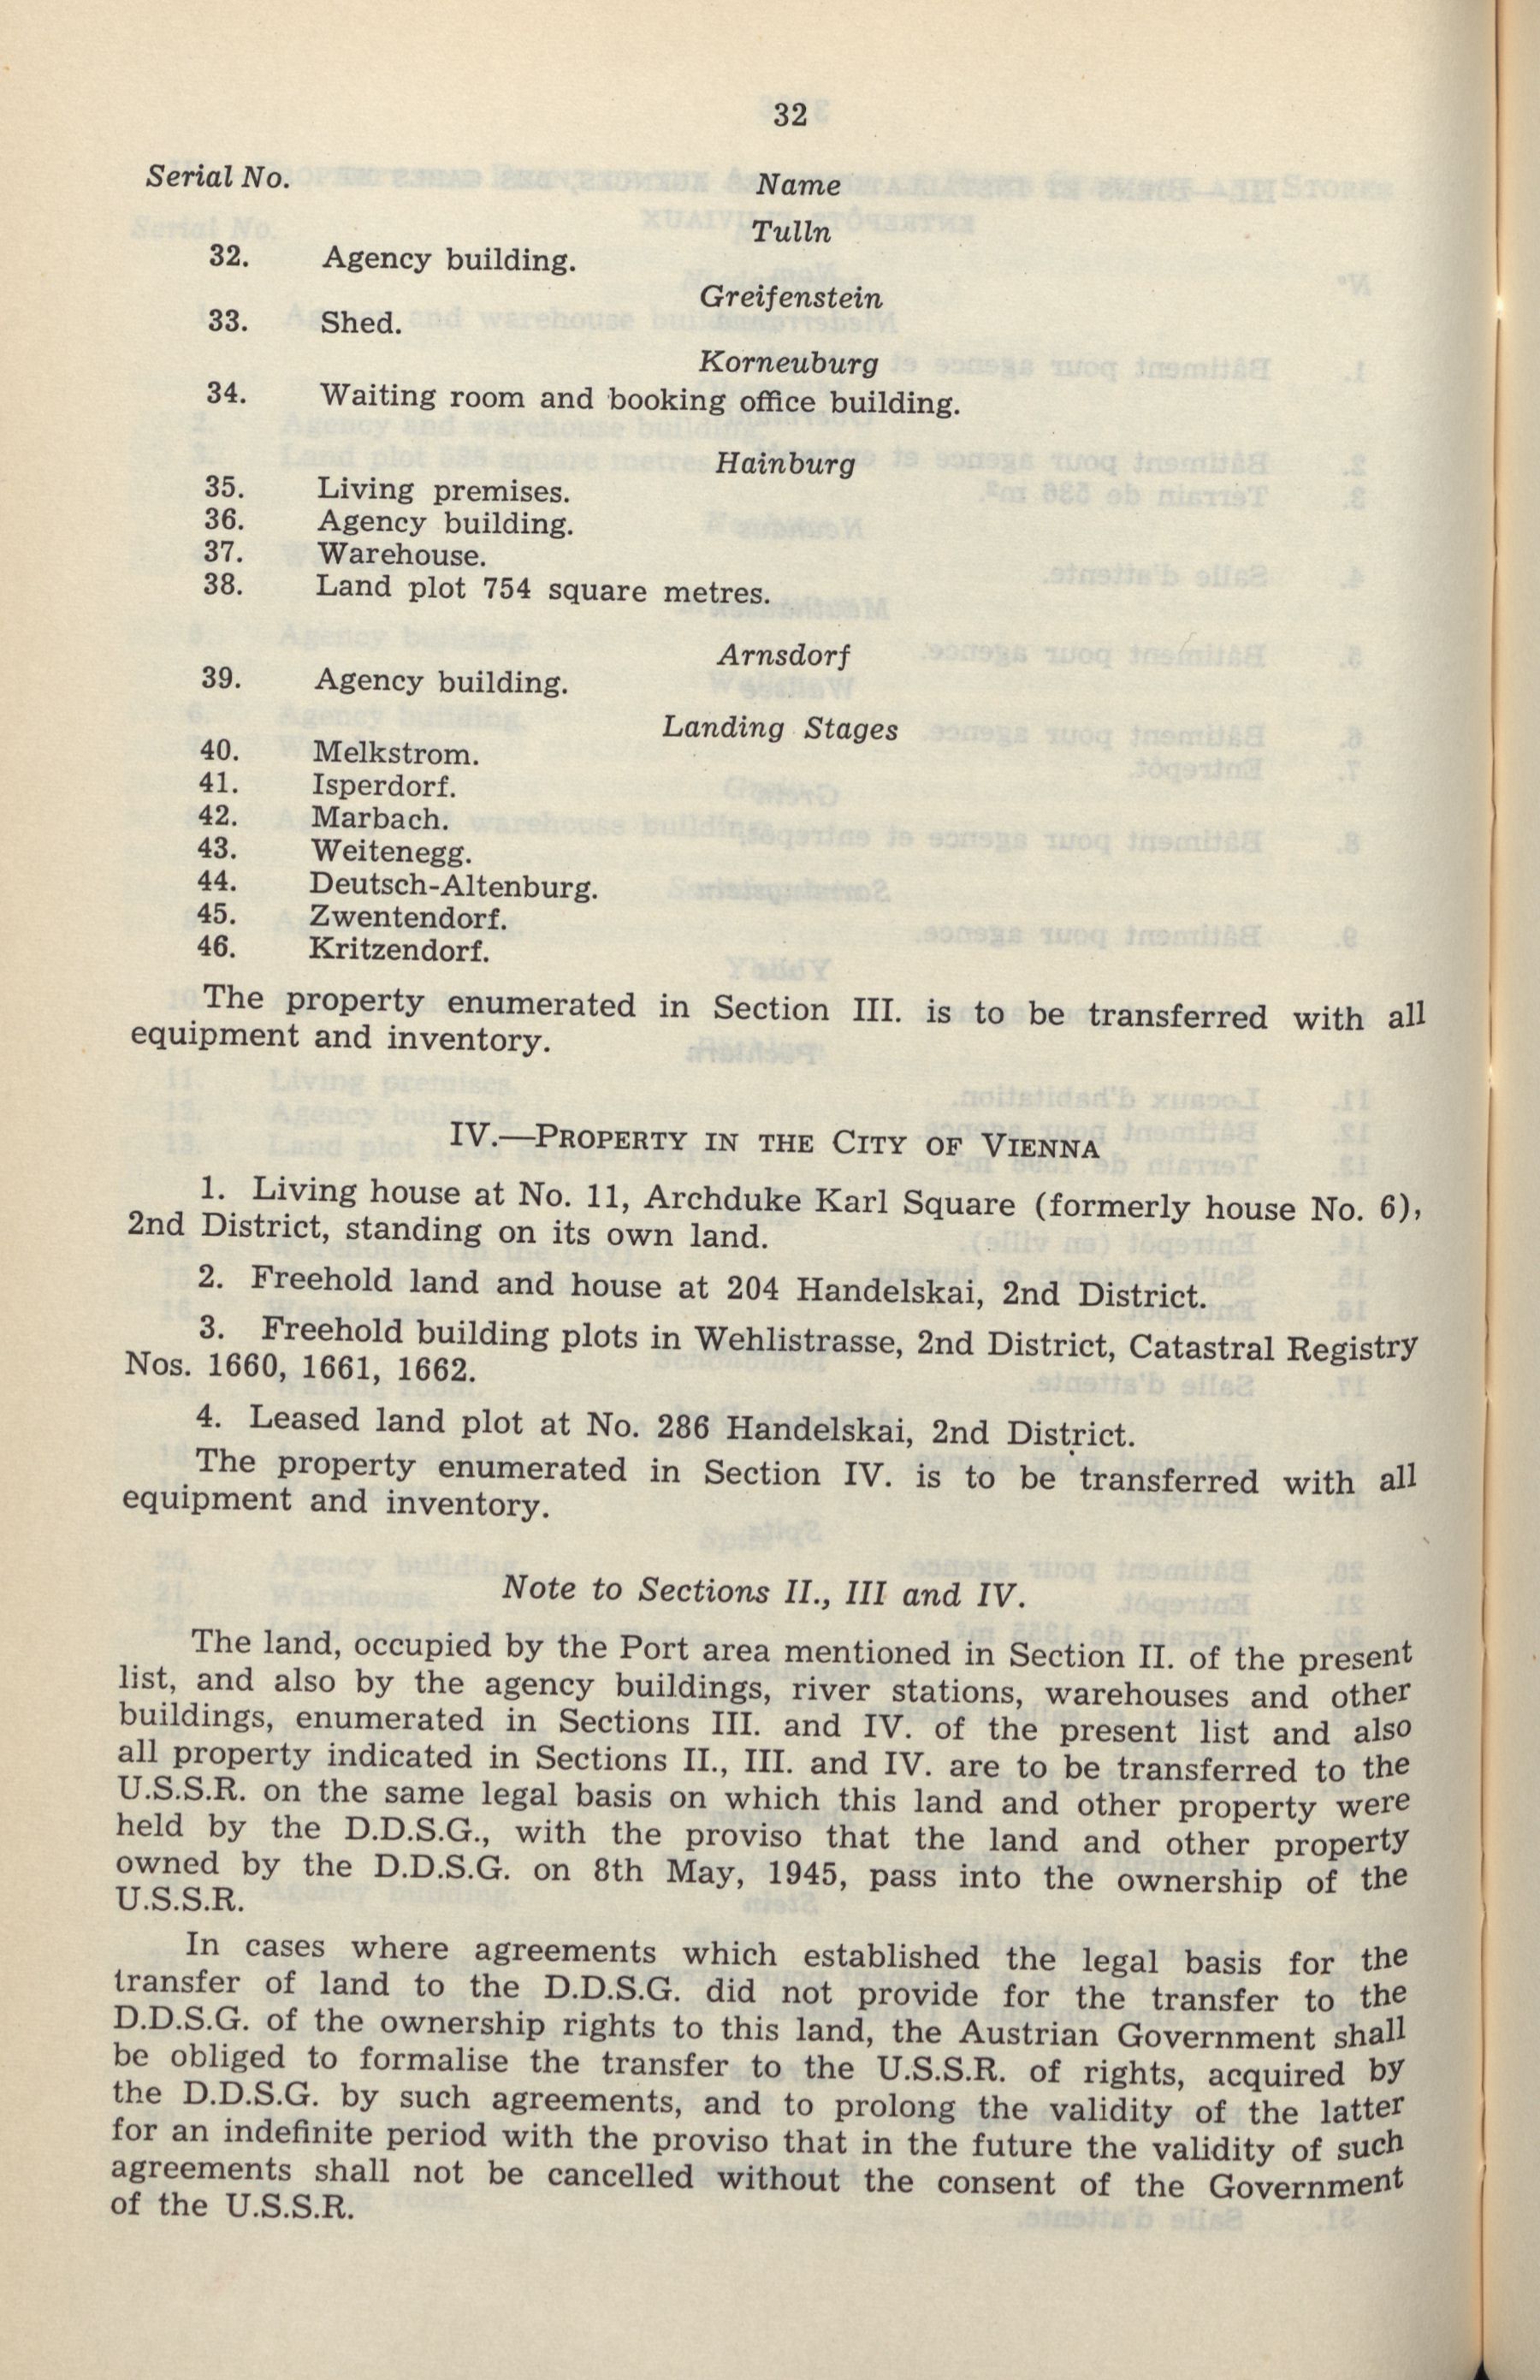 32
Serial No. Name
Tulln
32. Agency building.
Greifenstein
33. Shed.
Korneuburg
34. Waiting room and booking office building.
Hainburg
35. Living premises.
36. Agency building.
37. Warehouse.
38. Land plot 754 square metres.
Arnsdorf
39. Agency building.
Landing Stages
40. Melkstrom.
41. Isperdorf.
42. Marbach.
43. Weitenegg.
44. Deutsch-Altenburg.
45. Zwentendorf.
46. Kritzendorf.
The property enumerated in Section III. is to be transferred with all
equipment and inventory.
IV.—Property in the City of Vienna
1. Living house at No. 11, Archduke Karl Square (formerly house No. 6),
2nd District, standing on its own land.
2. Freehold land and house at 204 Handelskai, 2nd District.
3. Freehold building plots in Wehlistrasse, 2nd District, Catastral Registry
Nos. 1660, 1661, 1662.
4. Leased land plot at No. 286 Handelskai, 2nd District.
The property enumerated in Section IV. is to be transferred with all
equipment and inventory.
Note to Sections II., III and IV.
The land, occupied by the Port area mentioned in Section II. of the present
list, and also by the agency buildings, river stations, warehouses and other
buildings, enumerated in Sections III. and IV. of the present list and also
all property indicated in Sections II., III. and IV. are to be transferred to the
U.S.S.R. on the same legal basis on which this land and other property were
held by the D.D.S.G., with the proviso that the land and other property
owned by the D.D.S.G. on 8th May, 1945, pass into the ownership of the
U.S.S.R.
In cases where agreements which established the legal basis for the
transfer of land to the D.D.S.G. did not provide for the transfer to the
D.D.S.G. of the ownership rights to this land, the Austrian Government shall
be obliged to formalise the transfer to the U.S.S.R. of rights, acquired by
the D.D.S.G. by such agreements, and to prolong the validity of the latter
for an indefinite period with the proviso that in the future the validity of such
agreements shall not be cancelled without the consent of the Government
of the U.S.S.R.